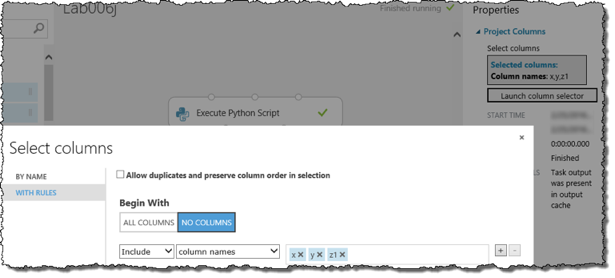 Lab006j
Finished running
Properties
Project Columns
Select columns
Selected columns:
Column names: x,y,z1
Launch column selector
START TIME
0:00:00.000
Finished
Task output
was present
in output
cache
Execute Python Script
Select columns
×
BY NAME
WITH RULES
Allow duplicates and preserve column order in selection
Begin With
ALL COLUMNS
NO COLUMNS
Include
column names
x × y × z1 ×
+ -